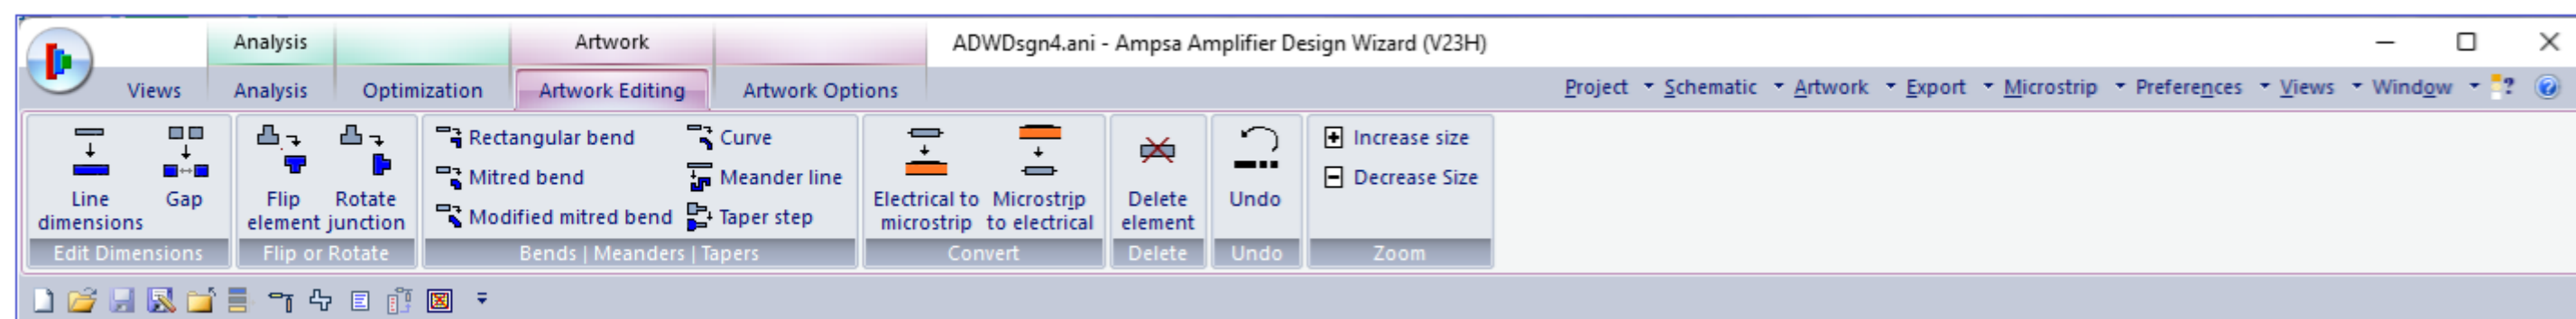 Analysis
Artwork
ADWDsgn4.ani - Ampsa Amplifier Design Wizard (V23H)
Views
Analysis
Optimization
Artwork Editing
Artwork Options
Project
Schematic
Artwork
Export
Microstrip
Preferences
Views
Window
?
?
Line
dimensions
Gap
Edit Dimensions
Flip
element
Rotate
junction
Flip or Rotate
Rectangular bend
Mitred bend
Modified mitred bend
Curve
Meander line
Taper step
Bends | Meanders | Tapers
Electrical to
microstrip
Microstrip
to electrical
Convert
Delete
element
Delete
Undo
Undo
Increase size
Decrease Size
Zoom